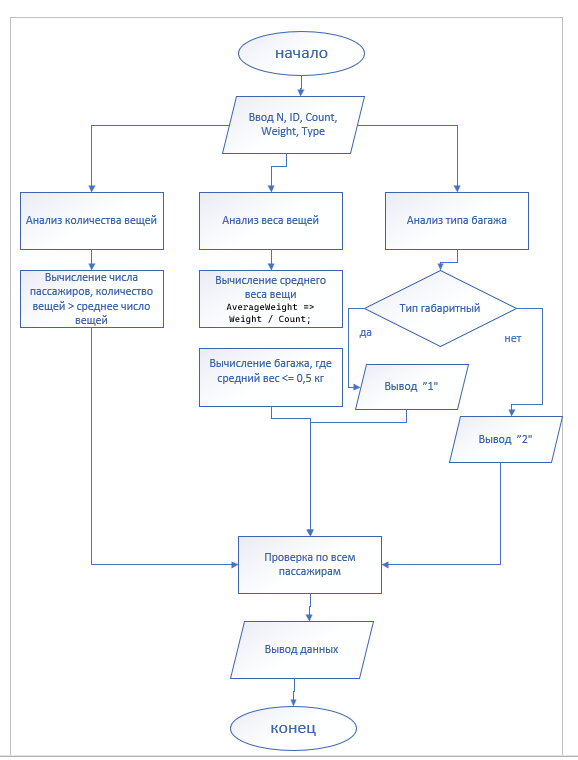 начало
Ввод N, ID, Count,
Weight, Type
Анализ количества вещей
Анализ веса вещей
Анализ типа багажа
Вычисление числа
пассажиров, количество
вещей > среднее число
вещей
Вычисление среднего
веса вещи
AverageWeight =>
Weight / Count;
Тип габаритный
да
нет
Вычисление багажа, где
средний вес <= 0,5 кг
Вывод ”1"
Вывод ”2"
Проверка по всем
пассажирам
Вывод данных
конец